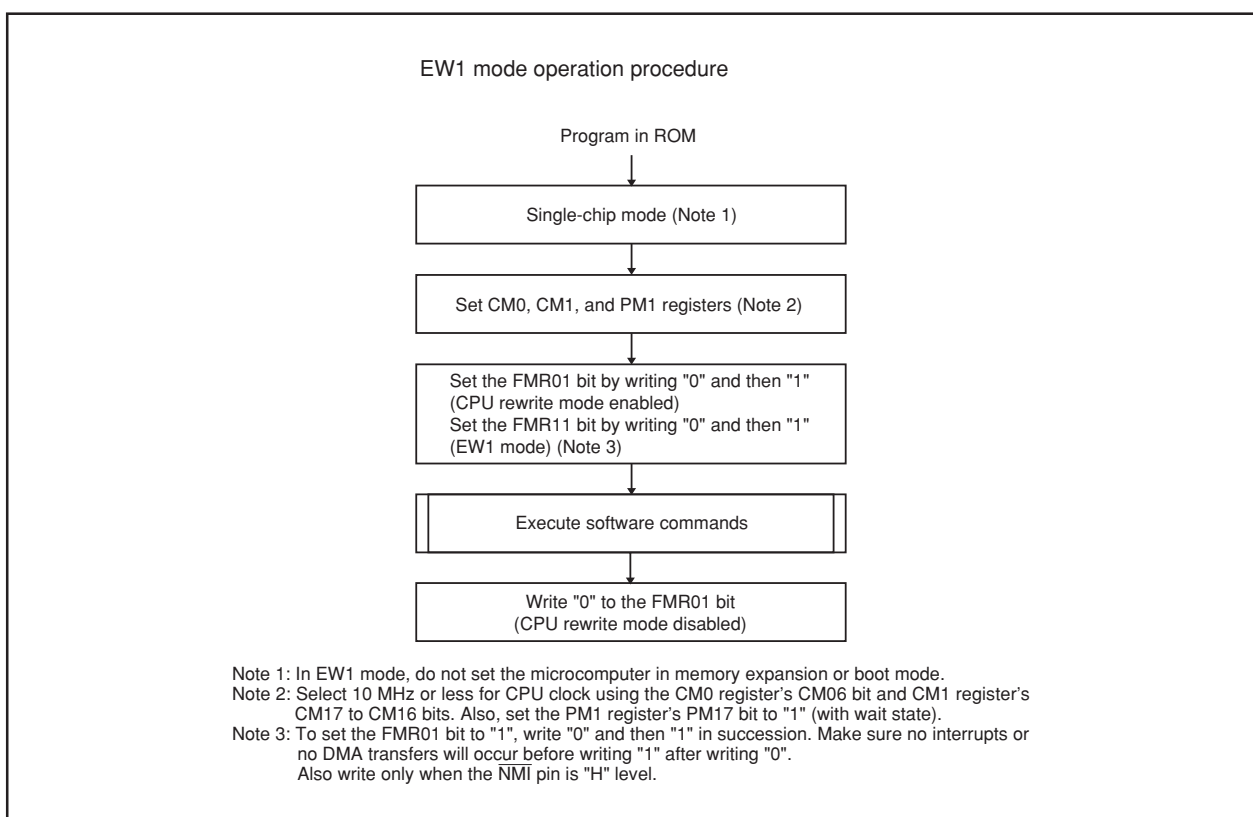 EW1 mode operation procedure
Program in ROM
Single-chip mode (Note 1)
Set CM0, CM1, and PM1 registers (Note 2)
Set the FMR01 bit by writing "0" and then "1"
(CPU rewrite mode enabled)
Set the FMR11 bit by writing "0" and then "1"
(EW1 mode) (Note 3)
Execute software commands
Write "0" to the FMR01 bit
(CPU rewrite mode disabled)
Note 1: In EW1 mode, do not set the microcomputer in memory expansion or boot mode.
Note 2: Select 10 MHz or less for CPU clock using the CM0 register's CM06 bit and CM1 register's
CM17 to CM16 bits. Also, set the PM1 register's PM17 bit to "1" (with wait state).
Note 3: To set the FMR01 bit to "1", write "0" and then "1" in succession. Make sure no interrupts or
no DMA transfers will occur before writing "1" after writing "0".
Also write only when the NMI pin is "H" level.